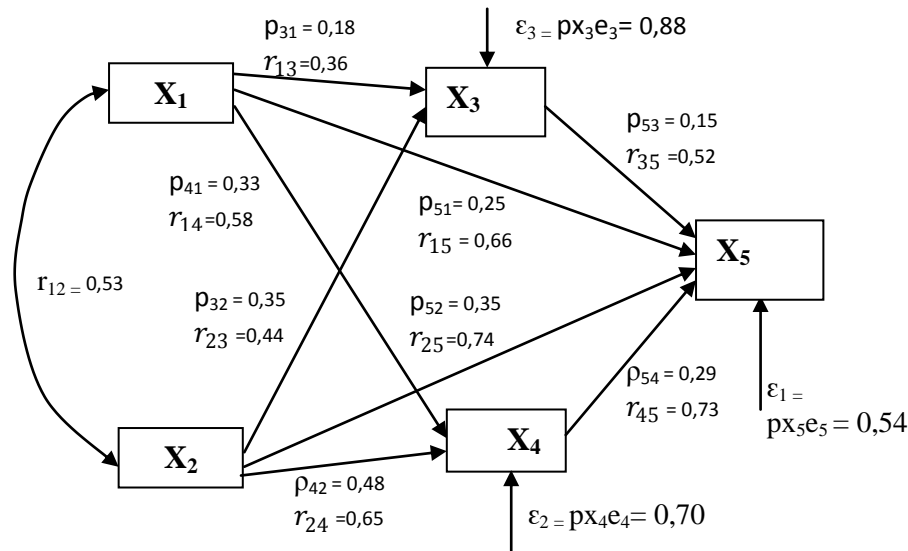 p₃₁ = 0,18
r₁₃ =0,36
ε₃ ₌ px₃e₃= 0,88
X₁
X₃
p₅₃ = 0,15
r₃₅ =0,52
p₄₁ = 0,33
r₁₄ =0,58
p₅₁ = 0,25
r₁₅ =0,66
X₅
r₁₂ ₌ 0,53
p₃₂ = 0,35
r₂₃ =0,44
p₅₂ = 0,35
r₂₅ =0,74
ρ₅₄ = 0,29
r₄₅ =0,73
ε₁ ₌
px₅e₅ = 0,54
X₂
X₄
ρ₄₂ = 0,48
r₂₄ =0,65
ε₂ ₌ px₄e₄= 0,70